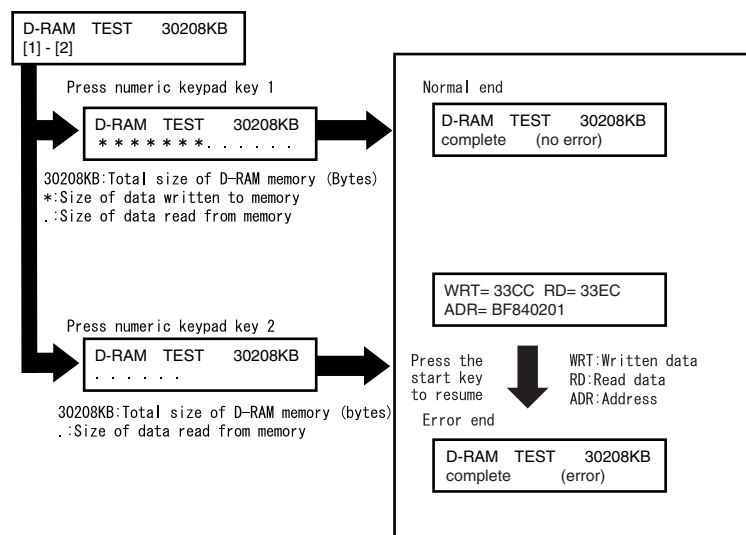 D-RAM TEST 30208KB
[1] - [2]
Press numeric keypad key 1
D-RAM TEST 30208KB
* * * * * * * . . . . . .
30208KB:Total size of D-RAM memory (Bytes)
*:Size of data written to memory
.:Size of data read from memory
Press numeric keypad key 2
D-RAM TEST 30208KB
. . . . . .
30208KB:Total size of D-RAM memory (bytes)
.:Size of data read from memory
Normal end
D-RAM TEST 30208KB
complete (no error)
WRT= 33CC RD= 33EC
ADR= BF840201
Press the
start key
to resume
WRT:Written data
RD:Read data
ADR:Address
Error end
D-RAM TEST 30208KB
complete (error)